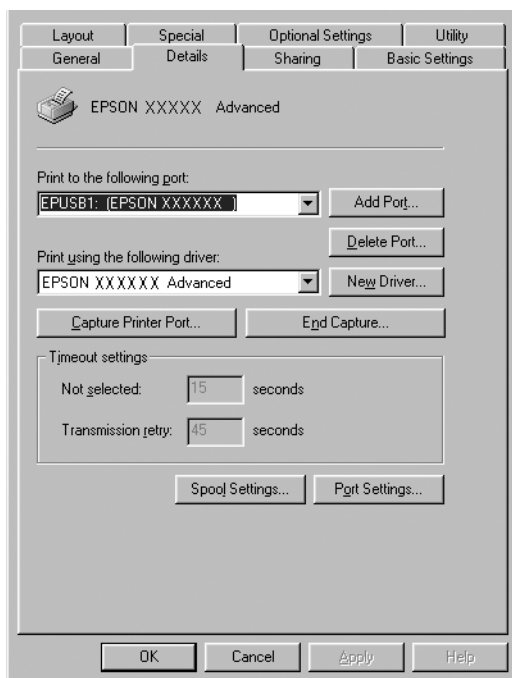 Layout Special Optional Settings Utility
General Details Sharing Basic Settings
EPSON XXXXX Advanced
Print to the following port:
EPUSB1: (EPSON XXXXXX )
Add Port...
Delete Port...
Print using the following driver:
EPSON XXXXXX Advanced
New Driver...
Capture Printer Port... End Capture...
Timeout settings
Not selected: 15 seconds
Transmission retry: 45 seconds
Spool Settings... Port Settings...
OK Cancel Apply Help